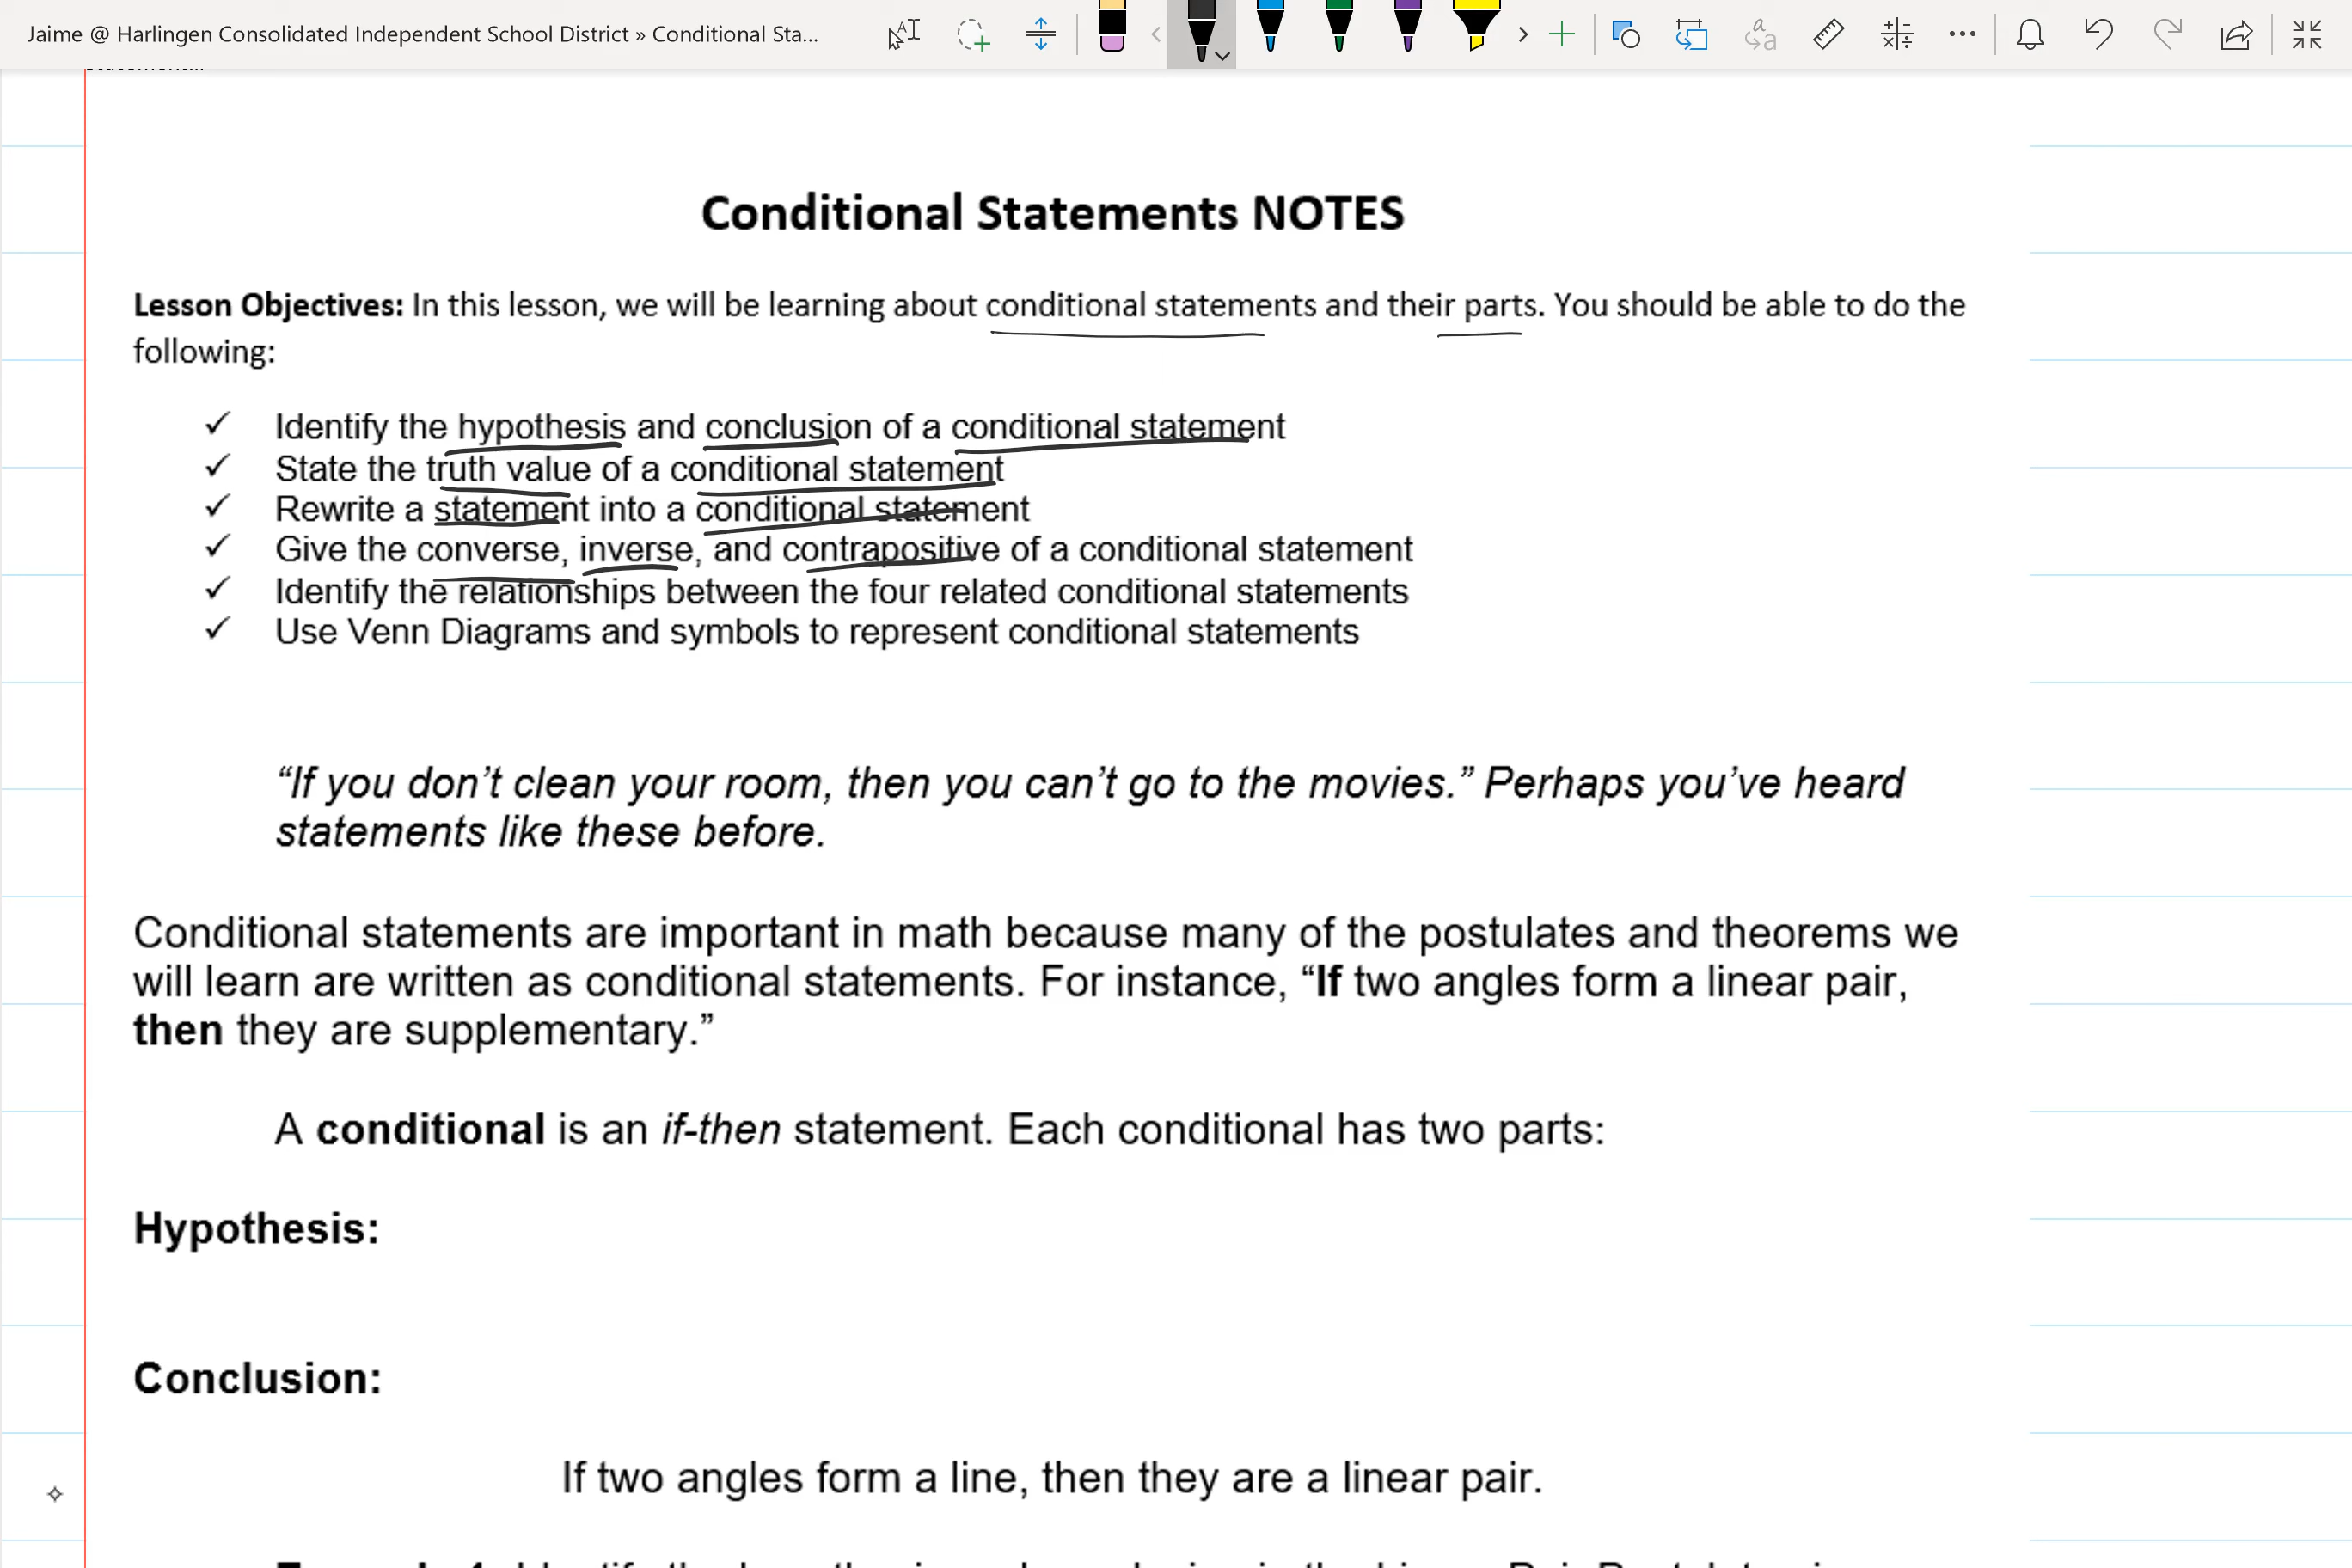 Jaime @ Harlingen Consolidated Independent School District » Conditional Sta...
Conditional Statements NOTES
Lesson Objectives: In this lesson, we will be learning about conditional statements and their parts. You should be able to do the
following:
✓ Identify the hypothesis and conclusion of a conditional statement
✓ State the truth value of a conditional statement
✓ Rewrite a statement into a conditional statement
✓ Give the converse, inverse, and contrapositive of a conditional statement
✓ Identify the relationships between the four related conditional statements
✓ Use Venn Diagrams and symbols to represent conditional statements
“If you don’t clean your room, then you can’t go to the movies.” Perhaps you’ve heard
statements like these before.
Conditional statements are important in math because many of the postulates and theorems we
will learn are written as conditional statements. For instance, “If two angles form a linear pair,
then they are supplementary.”
A conditional is an if-then statement. Each conditional has two parts:
Hypothesis:
Conclusion:
If two angles form a line, then they are a linear pair.